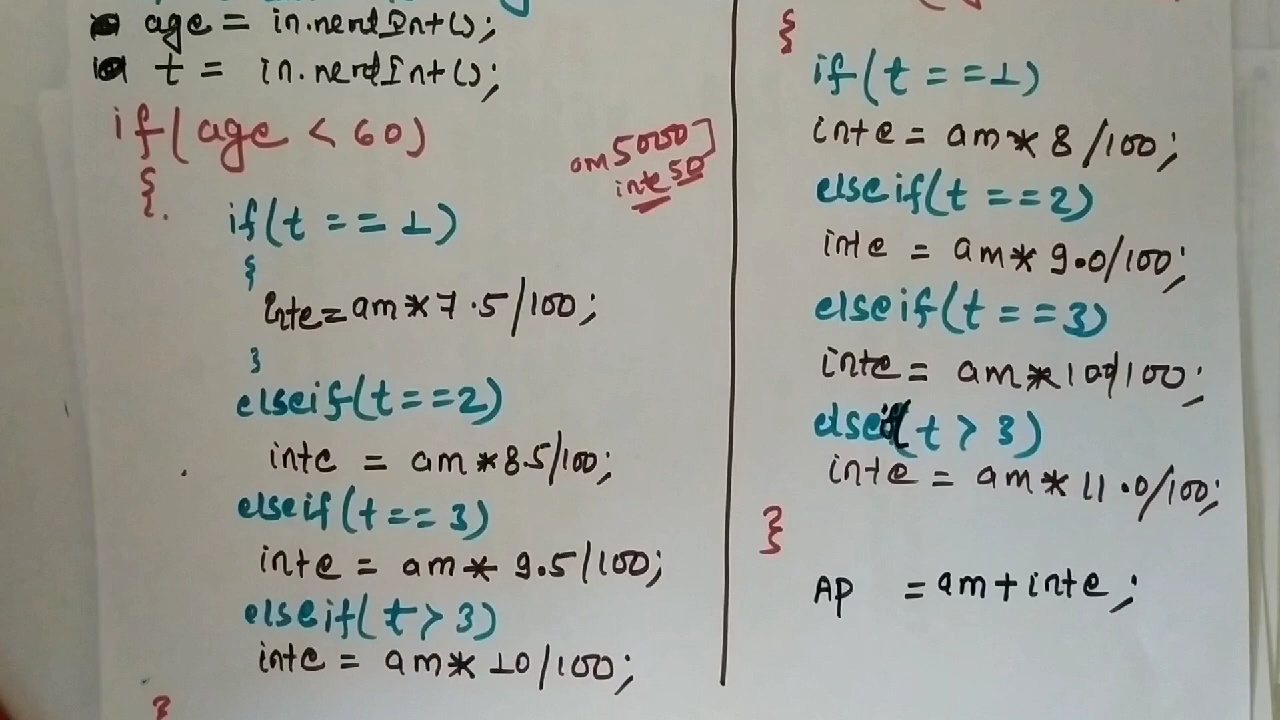 age = in.nextInt();
t = in.nextInt();
if(age < 60)
{
am 5000
inte 50
if(t == 1)
{
inte = am * 7.5/100;
}
elseif(t==2)
inte = am * 8.5/100;
elseif(t== 3)
inte = am * 9.5/100;
elseif(t> 3)
inte = am * 10/100;
}
{
if(t ==1)
inte = am * 8/100;
elseif(t ==2)
inte = am * 9.0/100;
elseif(t ==3)
inte = am * 100/100;
elseif(t > 3)
inte = am * 11.0/100;
}
AP = am + inte;